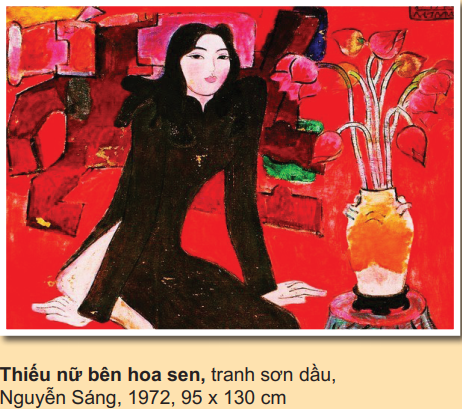 Thiếu nữ bên hoa sen, tranh sơn dầu,
Nguyễn Sáng, 1972, 95 x 130 cm